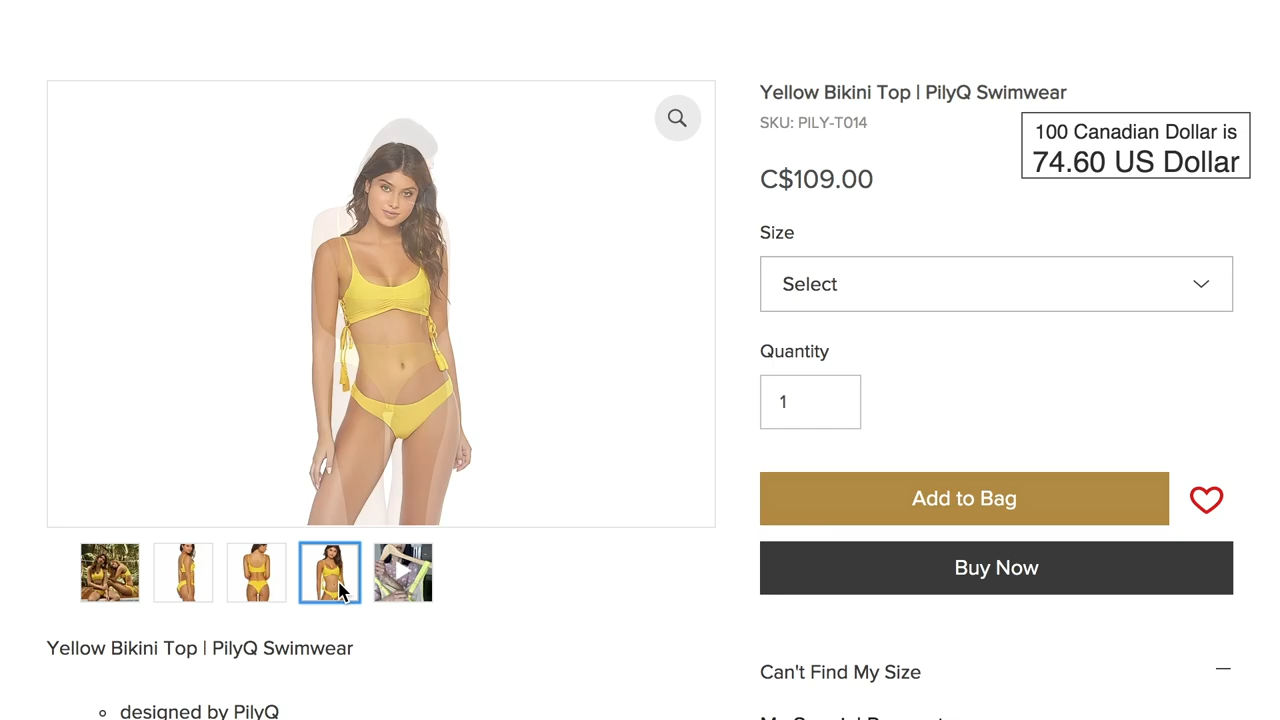 Yellow Bikini Top | PilyQ Swimwear
SKU: PILY-T014
100 Canadian Dollar is
74.60 US Dollar
C$109.00
Size
Select
Quantity
1
Add to Bag
Buy Now
Yellow Bikini Top | PilyQ Swimwear
designed by PilyQ
Can't Find My Size